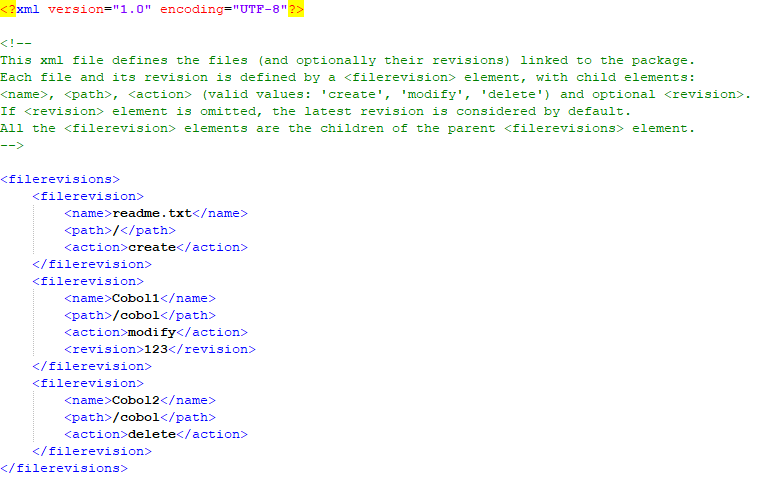 <?xml version="1.0" encoding="UTF-8"?>
<!--
This xml file defines the files (and optionally their revisions) linked to the package.
Each file and its revision is defined by a <filerevision> element, with child elements:
<name>, <path>, <action> (valid values: 'create', 'modify', 'delete') and optional <revision>.
If <revision> element is omitted, the latest revision is considered by default.
All the <filerevision> elements are the children of the parent <filerevisions> element.
-->
<filerevisions>
    <filerevision>
        <name>readme.txt</name>
        <path>/</path>
        <action>create</action>
    </filerevision>
    <filerevision>
        <name>Cobol1</name>
        <path>/cobol</path>
        <action>modify</action>
        <revision>123</revision>
    </filerevision>
    <filerevision>
        <name>Cobol2</name>
        <path>/cobol</path>
        <action>delete</action>
    </filerevision>
</filerevisions>